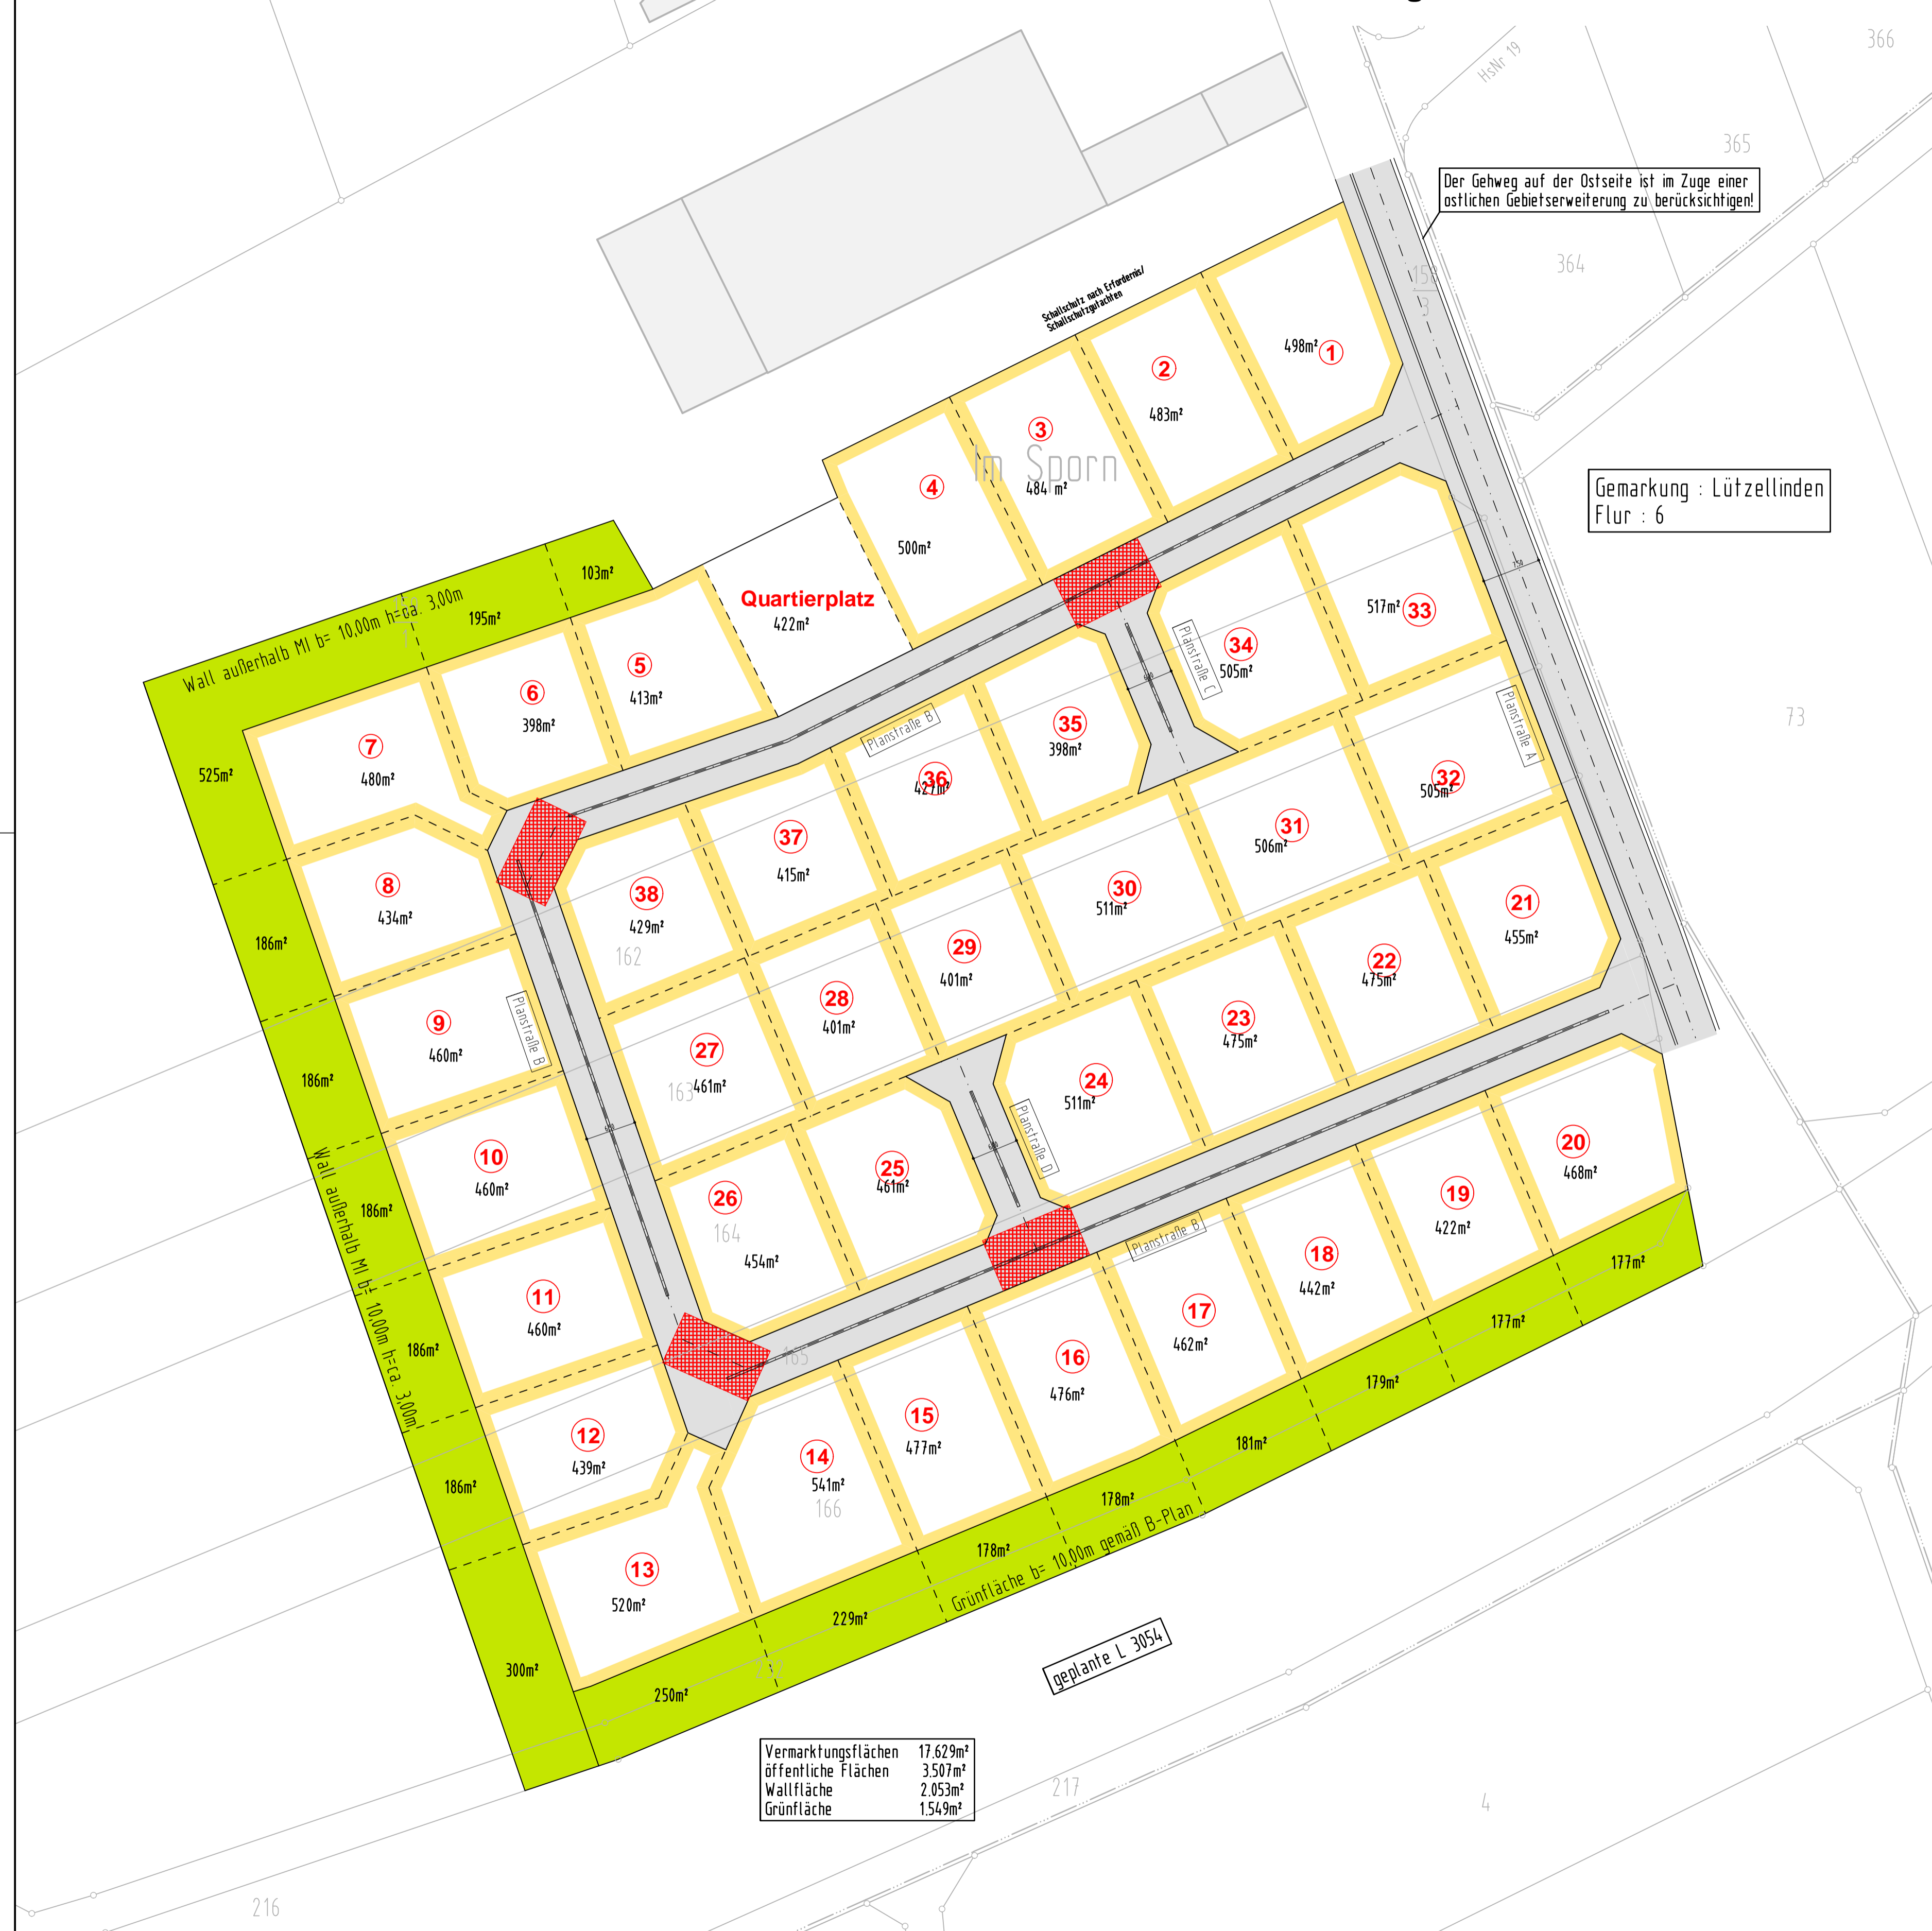 HsNr 19
366
365
364
Der Gehweg auf der Ostseite ist im Zuge einer
ostlichen Gebietserweiterung zu berücksichtigen!
158
3
Schallschutz nach Erfordernis/
Schallschutzgutachten
1
498m²
2
483m²
3
Im Sporn
484 m²
4
500m²
Gemarkung : Lützellinden
Flur : 6
750
73
Quartierplatz
422m²
103m²
195m²
Wall außerhalb MI b= 10,00m h=ca. 3,00m
525m²
5
413m²
6
398m²
7
480m²
8
434m²
9
460m²
10
460m²
11
460m²
12
439m²
13
520m²
14
541m²
15
477m²
16
476m²
17
462m²
18
442m²
19
422m²
20
468m²
21
455m²
22
475m²
23
475m²
24
511m²
25
461m²
26
454m²
27
461m²
28
401m²
29
401m²
30
511m²
31
506m²
32
505m²
33
517m²
34
505m²
35
398m²
36
427m²
37
415m²
38
429m²
Planstraße A
Planstraße B
Planstraße B
Planstraße B
Planstraße C
Planstraße D
162
163
164
165
166
232
186m²
186m²
186m²
186m²
186m²
300m²
Wall außerhalb MI b= 10,00m h=ca. 3,00m
250m²
229m²
178m²
178m²
181m²
179m²
177m²
177m²
Grünfläche b= 10,00m gemäß B-Plan
geplante L 3054
Vermarktungsflächen 17.629m²
öffentliche Flächen 3.507m²
Wallfläche 2.053m²
Grünfläche 1.549m²
217
4
216